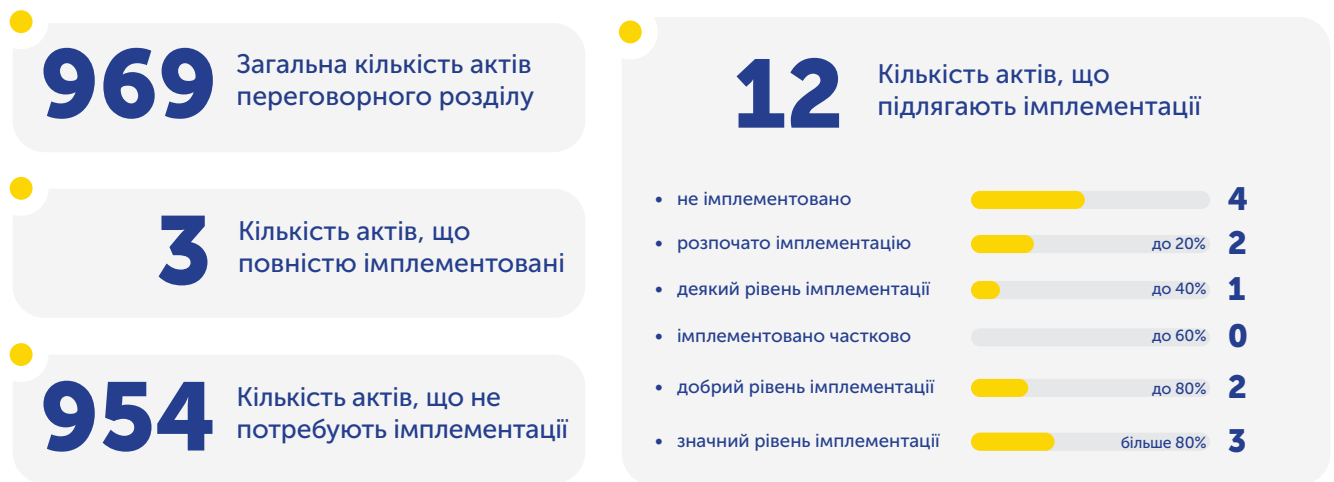 969
Загальна кількість актів
переговорного розділу
3
Кількість актів, що
повністю імплементовані
954
Кількість актів, що не
потребують імплементації
12
Кількість актів, що
підлягають імплементації
• не імплементовано 4
• розпочато імплементацію до 20% 2
• деякий рівень імплементації до 40% 1
• імплементовано частково до 60% 0
• добрий рівень імплементації до 80% 2
• значний рівень імплементації більше 80% 3